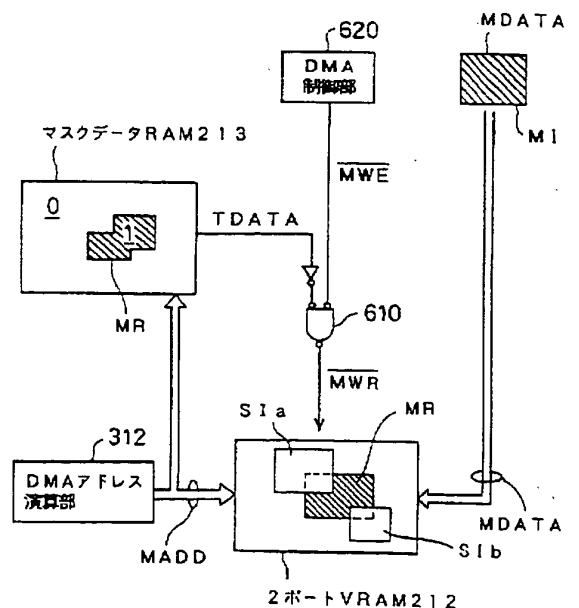 620
MDATA
DMA
制御部
MI
マスクデータRAM213
MWE
0
1
TDATA
MR
610
MWR
SIa
MR
312
DMAアドレス
演算部
MADD
MDATA
SIb
2ポートVRAM212